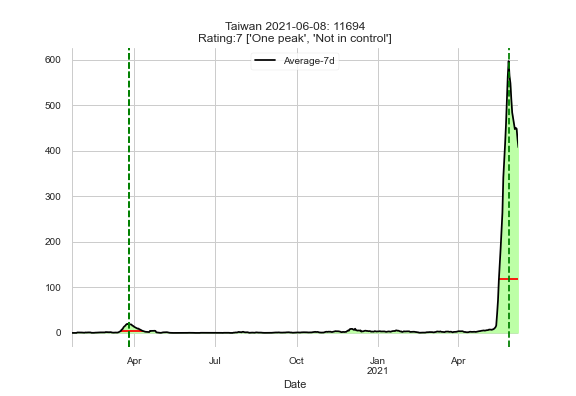 Taiwan 2021-06-08: 11694
Rating:7 ['One peak', 'Not in control']
Average-7d
600
500
400
300
200
100
0
Apr
Jul
Oct
Jan
2021
Apr
Date